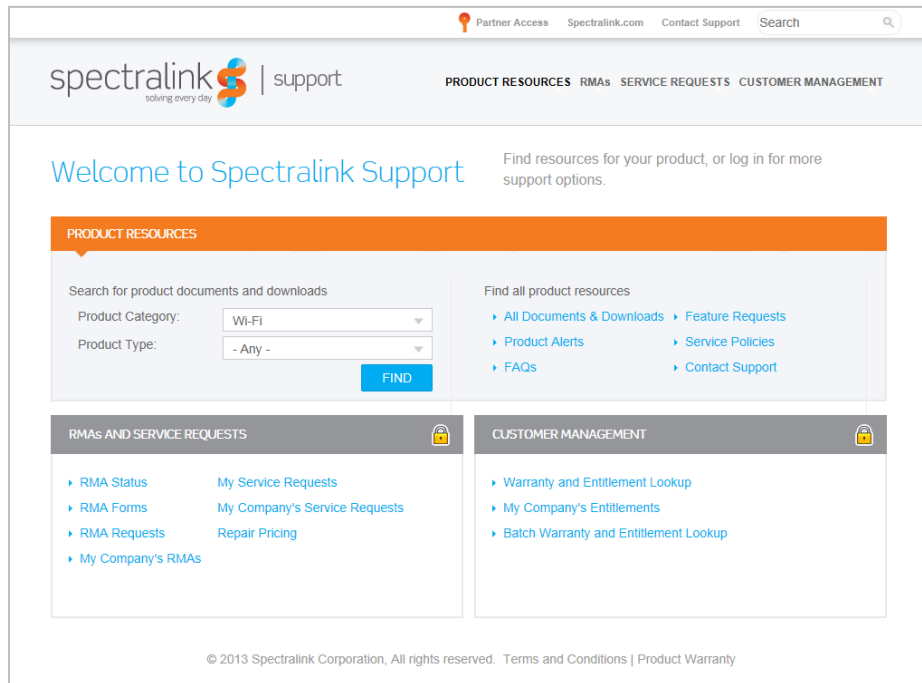 Partner Access Spectralink.com Contact Support Search
spectralink | support
solving every day
PRODUCT RESOURCES RMAs SERVICE REQUESTS CUSTOMER MANAGEMENT
Welcome to Spectralink Support
Find resources for your product, or log in for more
support options.
PRODUCT RESOURCES
Search for product documents and downloads
Product Category: Wi-Fi
Product Type: - Any -
FIND
Find all product resources
All Documents & Downloads Feature Requests
Product Alerts Service Policies
FAQs Contact Support
RMAs AND SERVICE REQUESTS
RMA Status My Service Requests
RMA Forms My Company's Service Requests
RMA Requests Repair Pricing
My Company's RMAs
CUSTOMER MANAGEMENT
Warranty and Entitlement Lookup
My Company's Entitlements
Batch Warranty and Entitlement Lookup
© 2013 Spectralink Corporation, All rights reserved. Terms and Conditions | Product Warranty